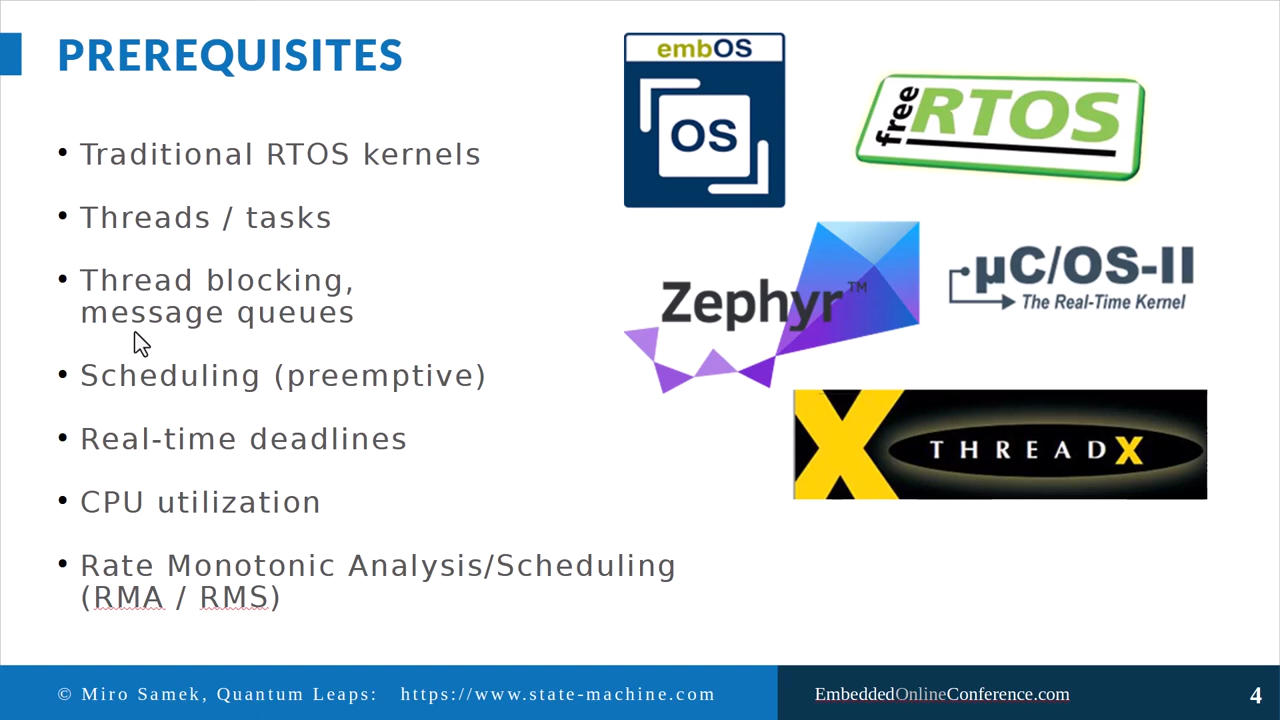 PREREQUISITES
• Traditional RTOS kernels
• Threads / tasks
• Thread blocking,
message queues
• Scheduling (preemptive)
• Real-time deadlines
• CPU utilization
• Rate Monotonic Analysis/Scheduling
(RMA / RMS)
embOS
OS
free RTOS
Zephyr™
µC/OS-II
The Real-Time Kernel
X THREADX
© Miro Samek, Quantum Leaps: https://www.state-machine.com
EmbeddedOnlineConference.com
4